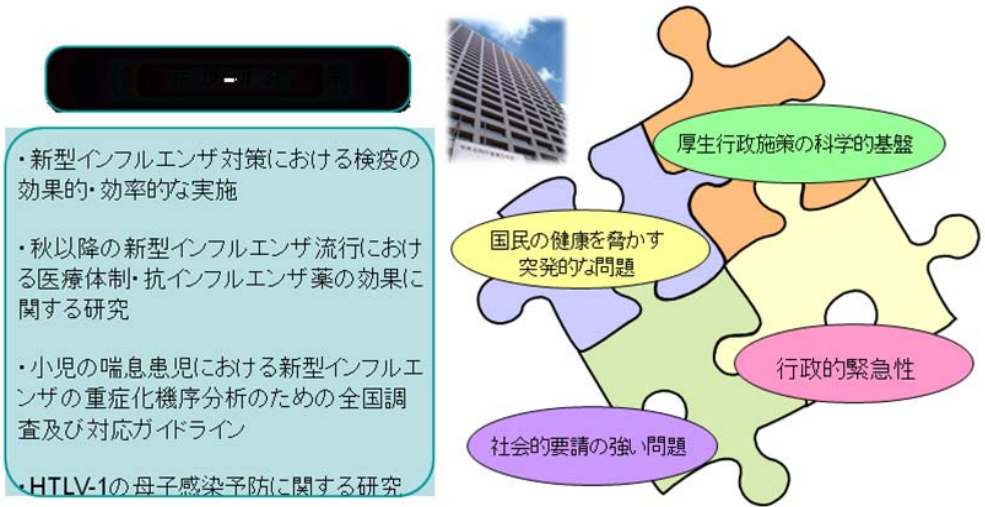 ・新型インフルエンザ対策における検疫の
効果的・効率的な実施
・秋以降の新型インフルエンザ流行におけ
る医療体制・抗インフルエンザ薬の効果に
関する研究
・小児の喘息患児における新型インフルエ
ンザの重症化機序分析のための全国調
査及び対応ガイドライン
・HTLV-1の母子感染予防に関する研究
厚生行政施策の科学的基盤
国民の健康を脅かす
突発的な問題
行政的緊急性
社会的要請の強い問題